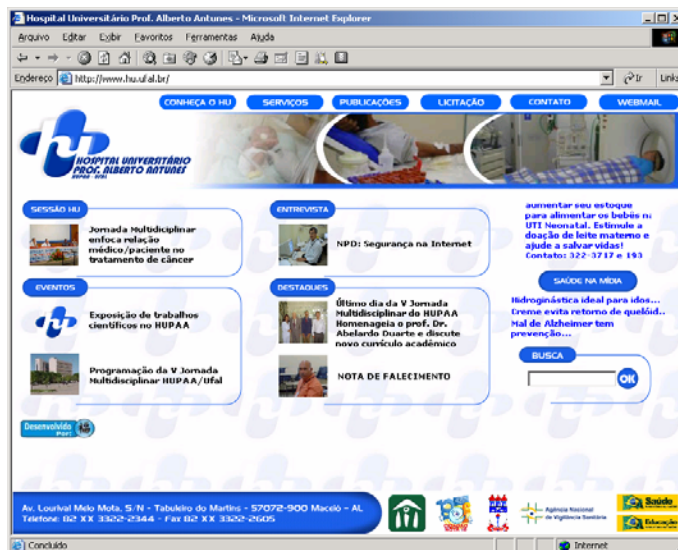 Hospital Universitário Prof. Alberto Antunes - Microsoft Internet Explorer
Arquivo Editar Exibir Favoritos Ferramentas Ajuda
Endereço http://www.hu.ufal.br/ Ir Links
CONHEÇA O HU SERVIÇOS PUBLICAÇÕES LICITAÇÃO CONTATO WEBMAIL
hu
HOSPITAL UNIVERSITÁRIO
PROF. ALBERTO ANTUNES
HUPAA - UFAL
SESSÃO HU
Jornada Multidiciplinar
enfoca relação
médico/paciente no
tratamento de câncer
ENTREVISTA
NPD: Segurança na Internet
aumentar seu estoque
para alimentar os bebês na
UTI Neonatal. Estimule a
doação de leite materno e
ajude a salvar vidas!
Contato: 322-3717 e 193
EVENTOS
Exposição de trabalhos
científicos no HUPAA
Programação da V Jornada
Multidisciplinar HUPAA/Ufal
DESTAQUES
Último dia da V Jornada
Multidisciplinar do HUPAA
Homenageia o prof. Dr.
Abelardo Duarte e discute
novo currículo acadêmico
NOTA DE FALECIMENTO
SAÚDE NA MÍDIA
Hidroginástica ideal para idos...
Creme evita retorno de quelóid..
Mal de Alzheimer tem
prevenção...
BUSCA
OK
Desenvolvido
Por:
Av. Lourival Melo Mota, S/N - Tabuleiro do Martins - 57072-900 Maceió - AL
Telefone: 82 XX 3322-2344 - Fax 82 XX 3322-2605
Agência Nacional
de Vigilância Sanitária
Saúde
Educação
Concluído Internet